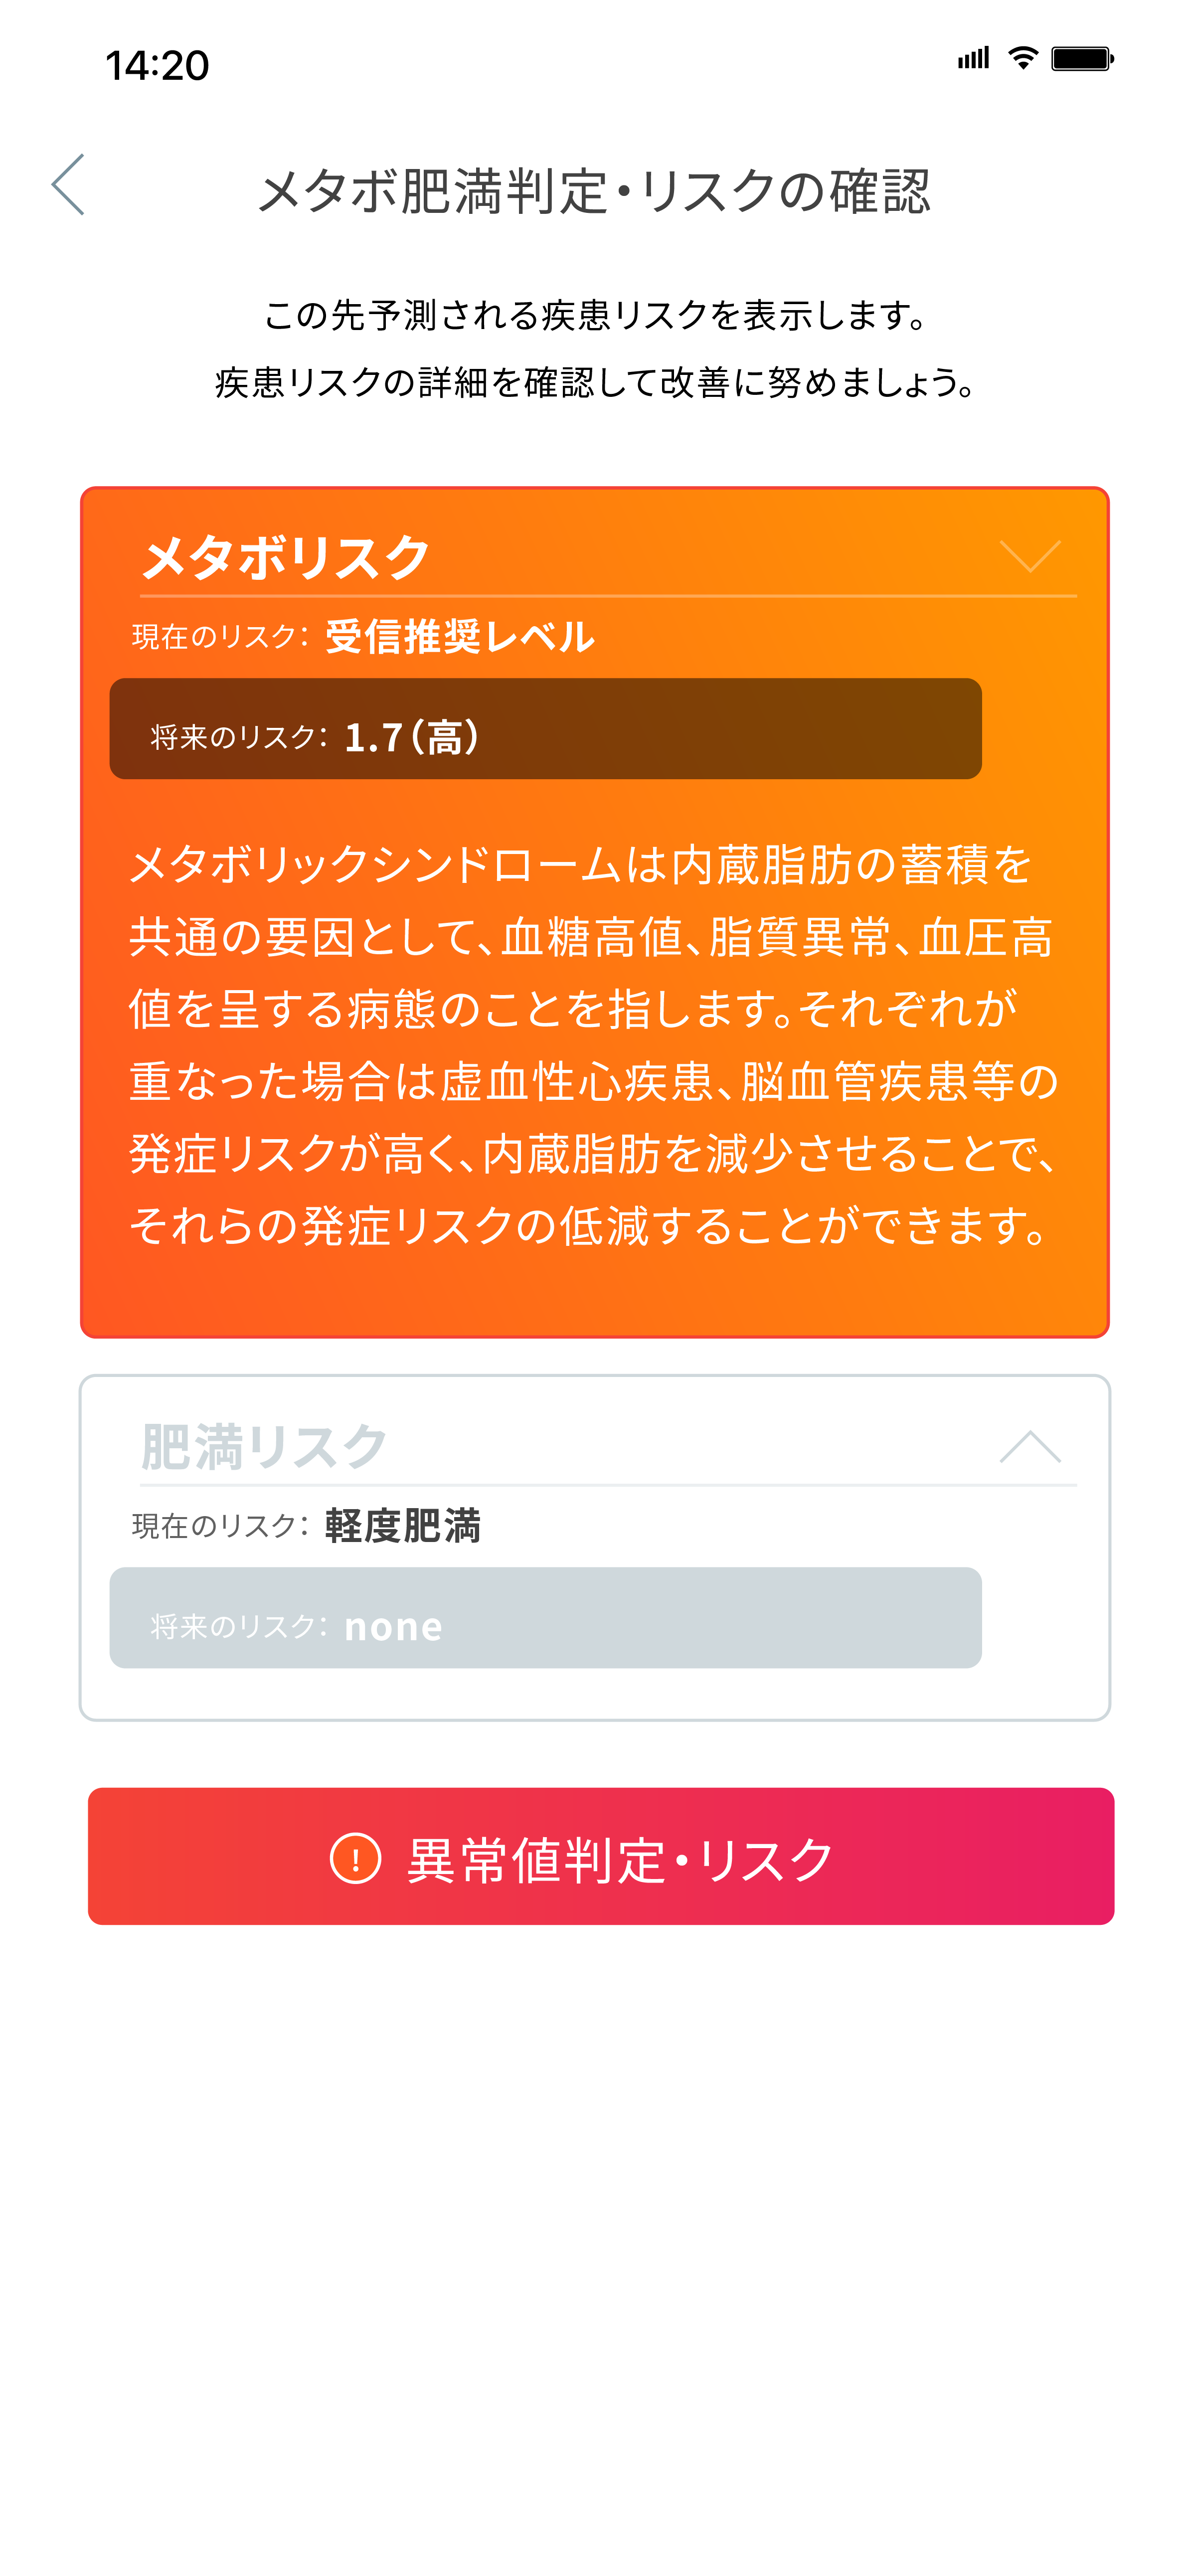 14:20
メタボ肥満判定・リスクの確認
この先予測される疾患リスクを表示します。
疾患リスクの詳細を確認して改善に努めましょう。
メタボリスク
現在のリスク： 受信推奨レベル
将来のリスク： 1.7（高）
メタボリックシンドロームは内蔵脂肪の蓄積を
共通の要因として、血糖高値、脂質異常、血圧高
値を呈する病態のことを指します。それぞれが
重なった場合は虚血性心疾患、脳血管疾患等の
発症リスクが高く、内蔵脂肪を減少させることで、
それらの発症リスクの低減することができます。
肥満リスク
現在のリスク： 軽度肥満
将来のリスク： none
! 異常値判定・リスク